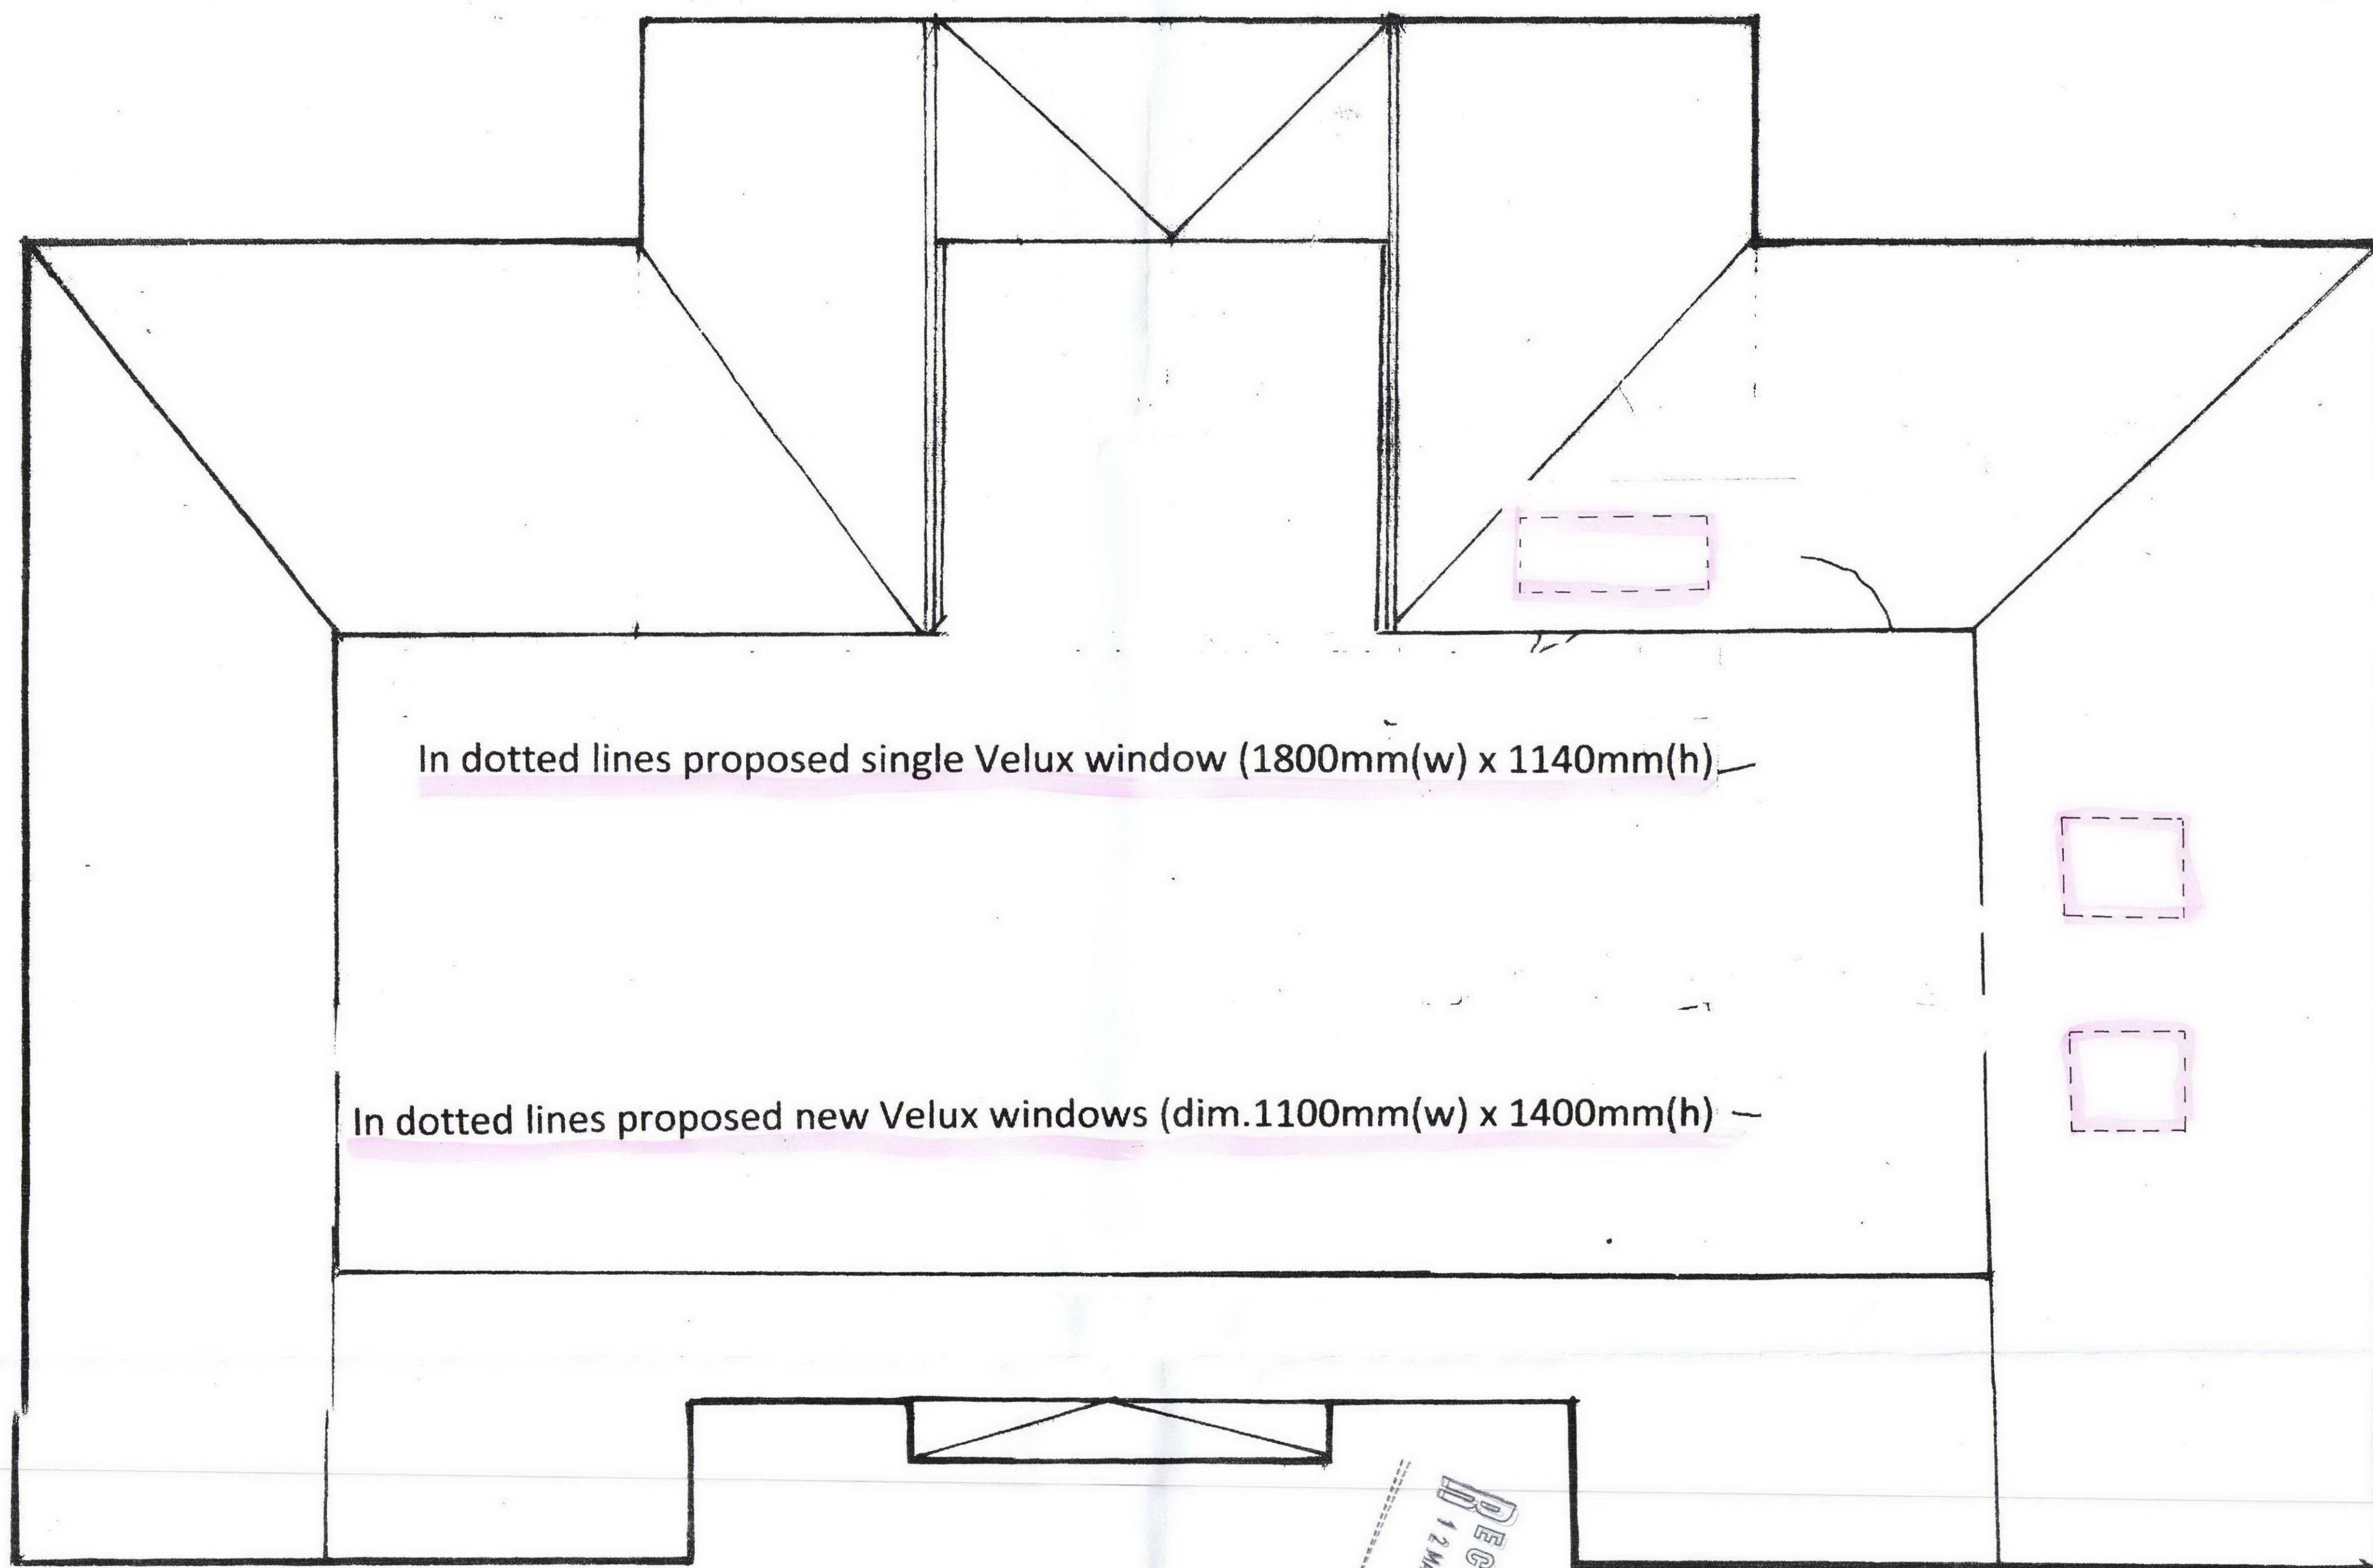 In dotted lines proposed single Velux window (1800mm(w) x 1140mm(h)
In dotted lines proposed new Velux windows (dim.1100mm(w) x 1400mm(h)